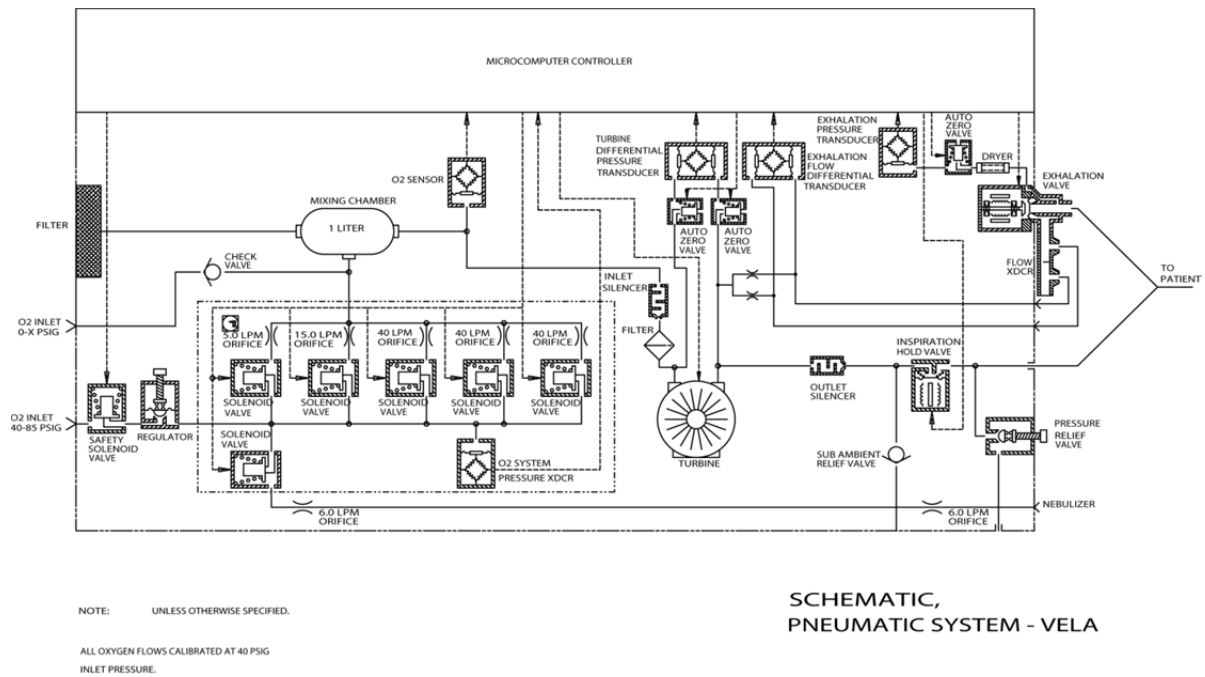 MICROCOMPUTER CONTROLLER
EXHALATION
PRESSURE
TRANSDUCER
AUTO
ZERO
VALVE
TURBINE
DIFFERENTIAL
PRESSURE
TRANSDUCER
EXHALATION
FLOW
DIFFERENTIAL
TRANSDUCER
DRYER
EXHALATION
VALVE
O2 SENSOR
MIXING CHAMBER
1 LITER
FILTER
AUTO
ZERO
VALVE
AUTO
ZERO
VALVE
CHECK
VALVE
INLET
SILENCER
FLOW
XDCR
TO
PATIENT
O2 INLET
0-X PSIG
5.0 LPM
ORIFICE
15.0 LPM
ORIFICE
40 LPM
ORIFICE
40 LPM
ORIFICE
40 LPM
ORIFICE
FILTER
INSPIRATION
HOLD VALVE
OUTLET
SILENCER
SOLENOID
VALVE
SOLENOID
VALVE
SOLENOID
VALVE
SOLENOID
VALVE
SOLENOID
VALVE
O2 INLET
40-85 PSIG
SAFETY
SOLENOID
VALVE
REGULATOR
SOLENOID
VALVE
O2 SYSTEM
PRESSURE XDCR
TURBINE
SUB AMBIENT
RELIEF VALVE
PRESSURE
RELIEF
VALVE
6.0 LPM
ORIFICE
6.0 LPM
ORIFICE
NEBULIZER
NOTE: UNLESS OTHERWISE SPECIFIED.
ALL OXYGEN FLOWS CALIBRATED AT 40 PSIG
INLET PRESSURE.
SCHEMATIC,
PNEUMATIC SYSTEM - VELA